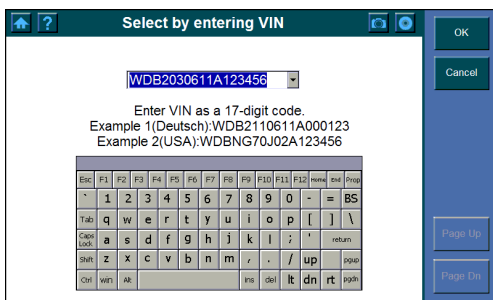 Select by entering VIN
OK
Cancel
WDB2030611A123456
Enter VIN as a 17-digit code.
Example 1(Deutsch):WDB2110611A000123
Example 2(USA):WDBNG70J02A123456
Esc F1 F2 F3 F4 F5 F6 F7 F8 F9 F10 F11 F12 Home End Prop
` 1 2 3 4 5 6 7 8 9 0 - = BS
Tab q w e r t y u i o p [ ] \
Caps Lock a s d f g h j k l ; ' return
Shift z x c v b n m , . / up pgup
Ctrl win Alt ins del lt dn rt pgdn
Page Up
Page Dn